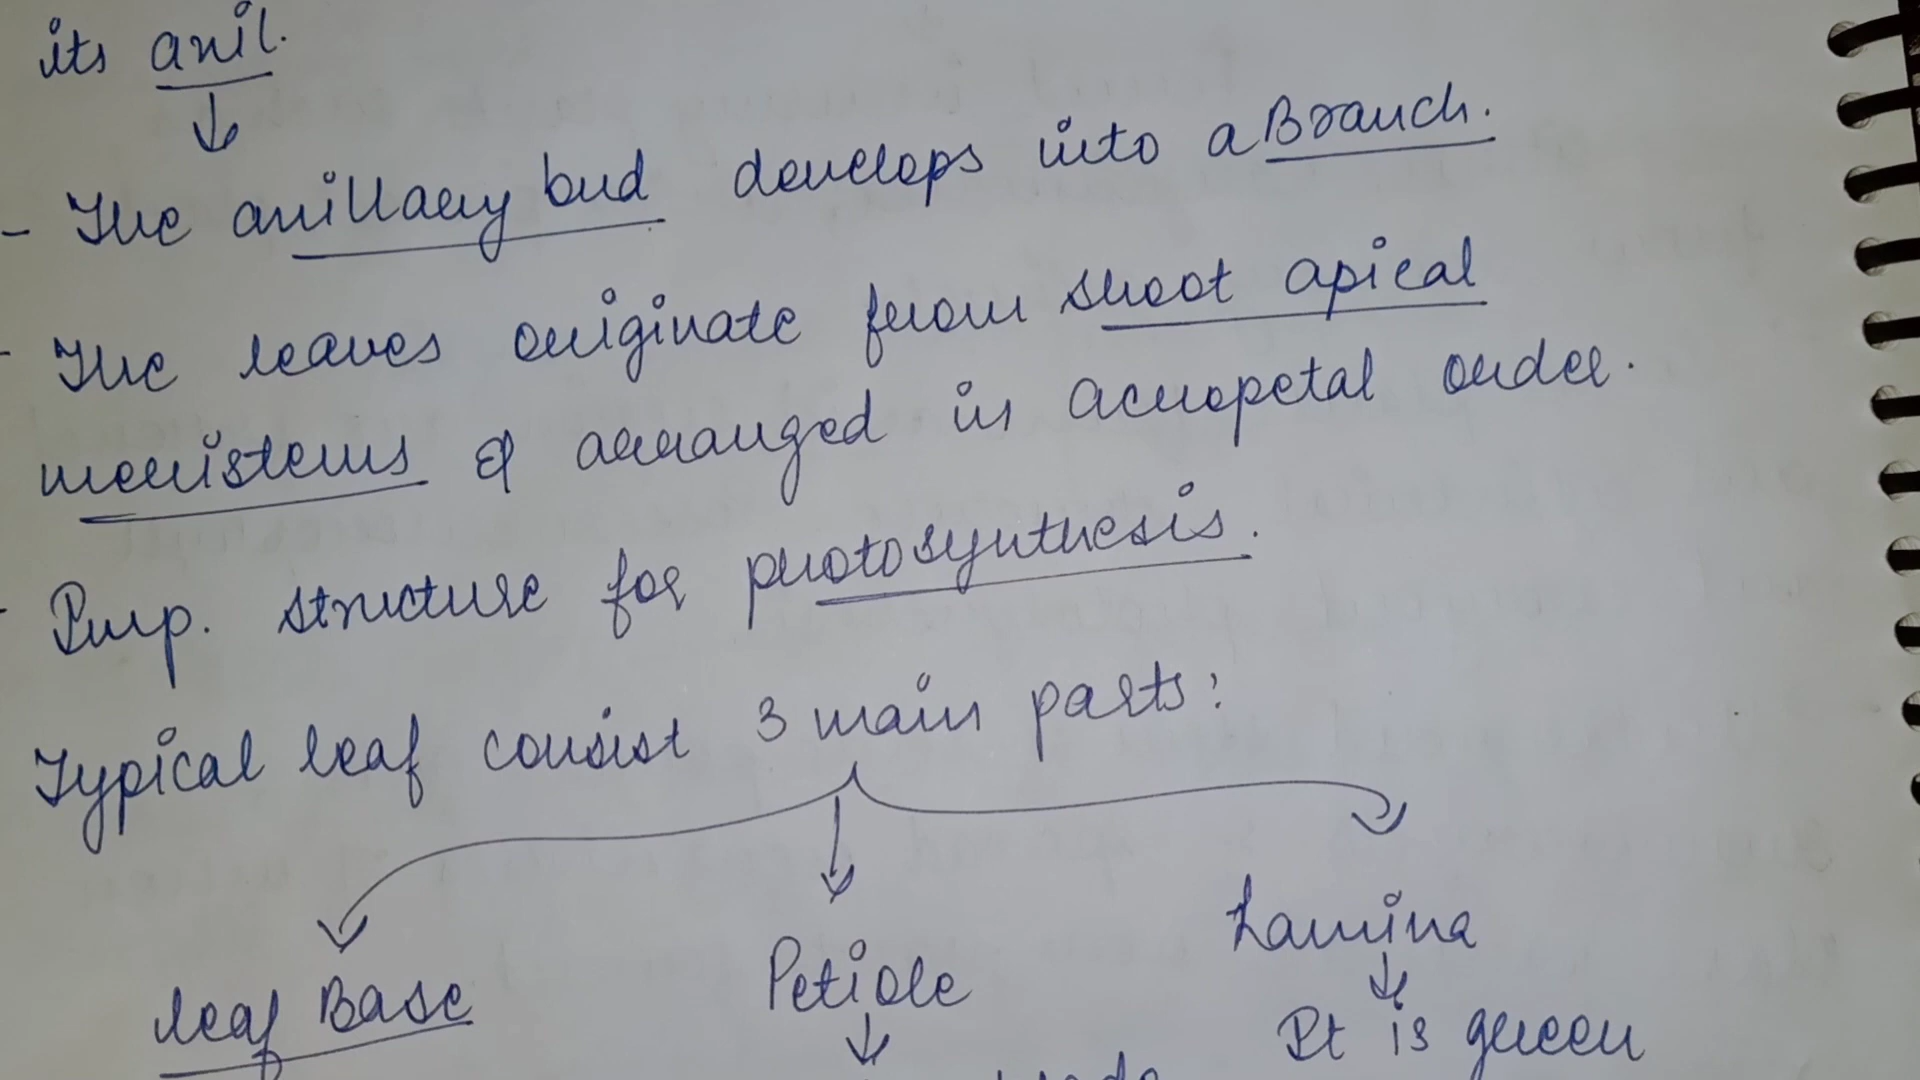 its axil.
- The axillary bud develops into a Branch.
- The leaves originate from shoot apical
meristems & arranged in acropetal order.
- Imp. structure for photosynthesis.
Typical leaf consist 3 main parts:
Leaf Base Petiole Lamina
It is green